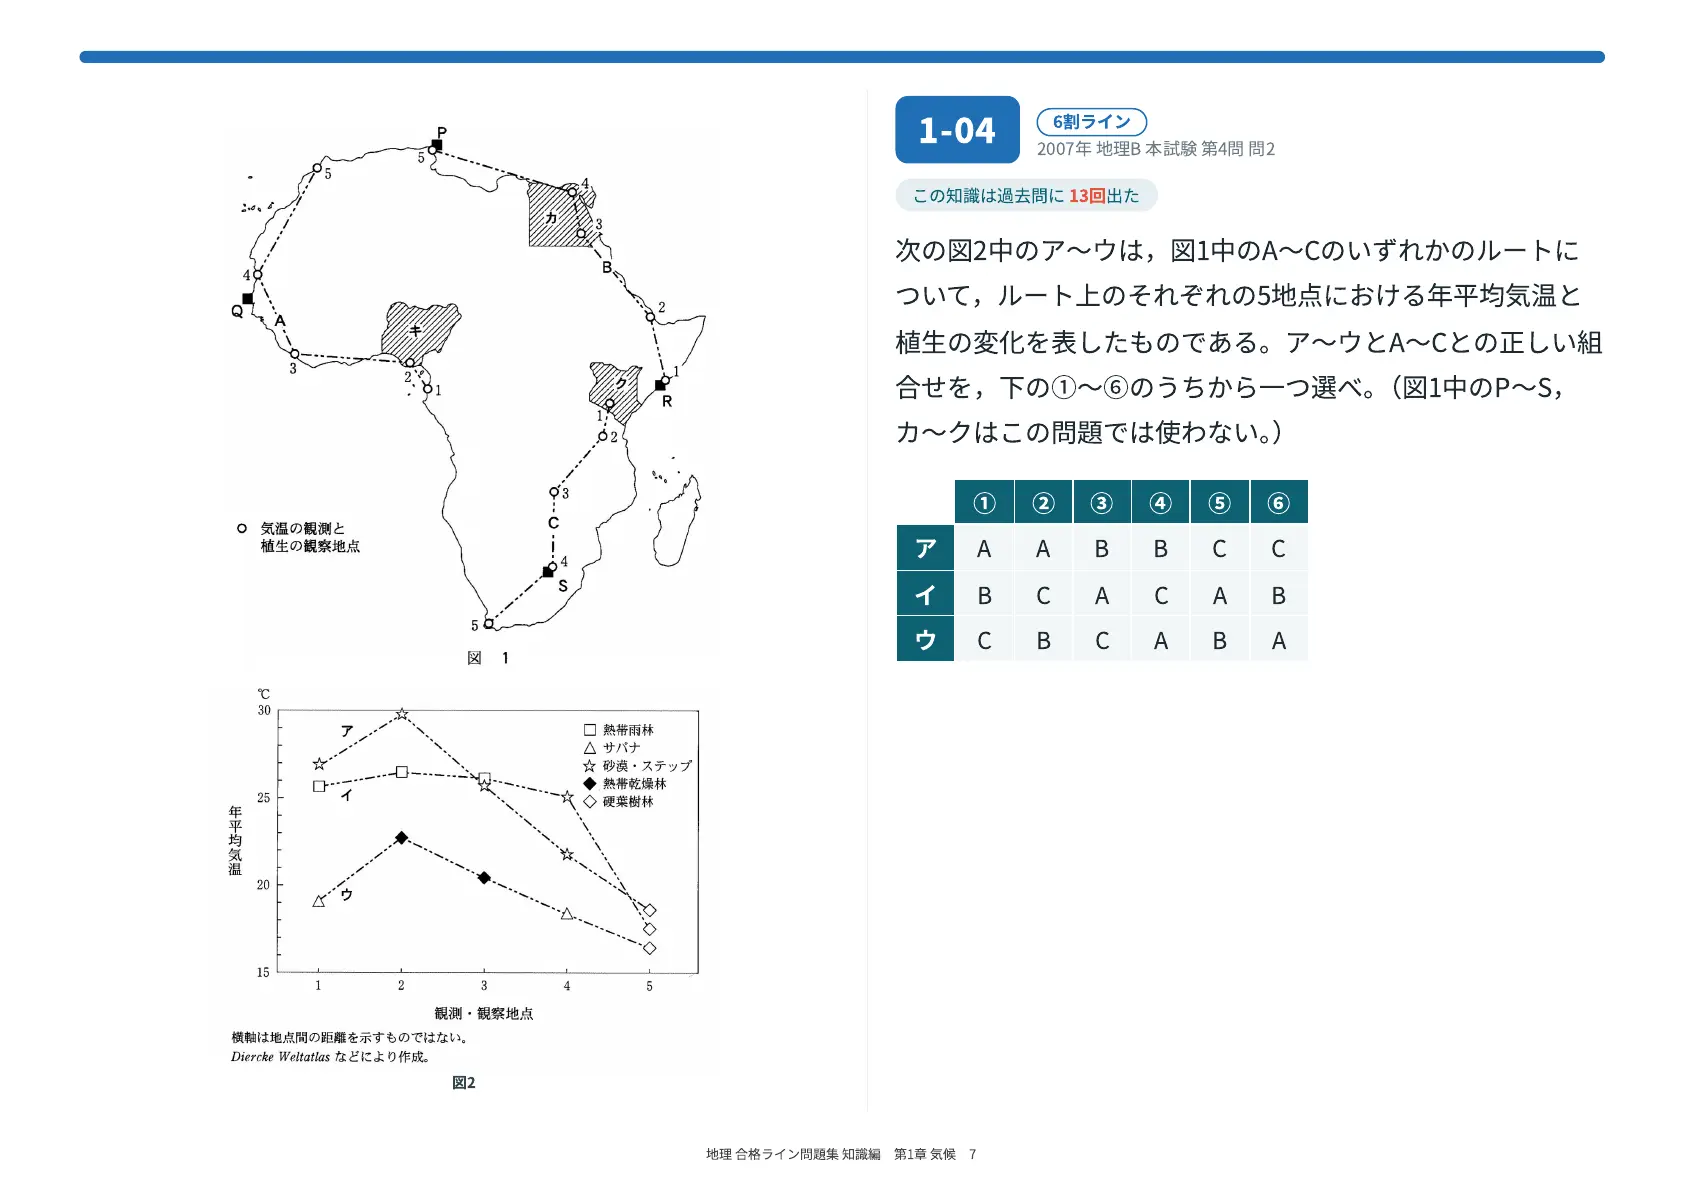 P
5
5
4
カ
3
4
B
Q
A
2
キ
3
2
1
1
ク
R
1
2
3
C
4
S
5
○ 気温の観測と
植生の観察地点
図 1
℃
30
25
20
15
年平均気温
ア
イ
ウ
□ 熱帯雨林
△ サバナ
☆ 砂漠・ステップ
◆ 熱帯乾燥林
◇ 硬葉樹林
1 2 3 4 5
観測・観察地点
横軸は地点間の距離を示すものではない。
Diercke Weltatlas などにより作成。
図2
1-04
6割ライン
2007年 地理B 本試験 第4問 問2
この知識は過去問に 13回出た
次の図2中のア～ウは，図1中のA～Cのいずれかのルートに
ついて，ルート上のそれぞれの5地点における年平均気温と
植生の変化を表したものである。ア～ウとA～Cとの正しい組
合せを，下の①～⑥のうちから一つ選べ。（図1中のP～S，
カ～クはこの問題では使わない。）
① ② ③ ④ ⑤ ⑥
ア A A B B C C
イ B C A C A B
ウ C B C A B A
地理 合格ライン問題集 知識編 第1章 気候 7